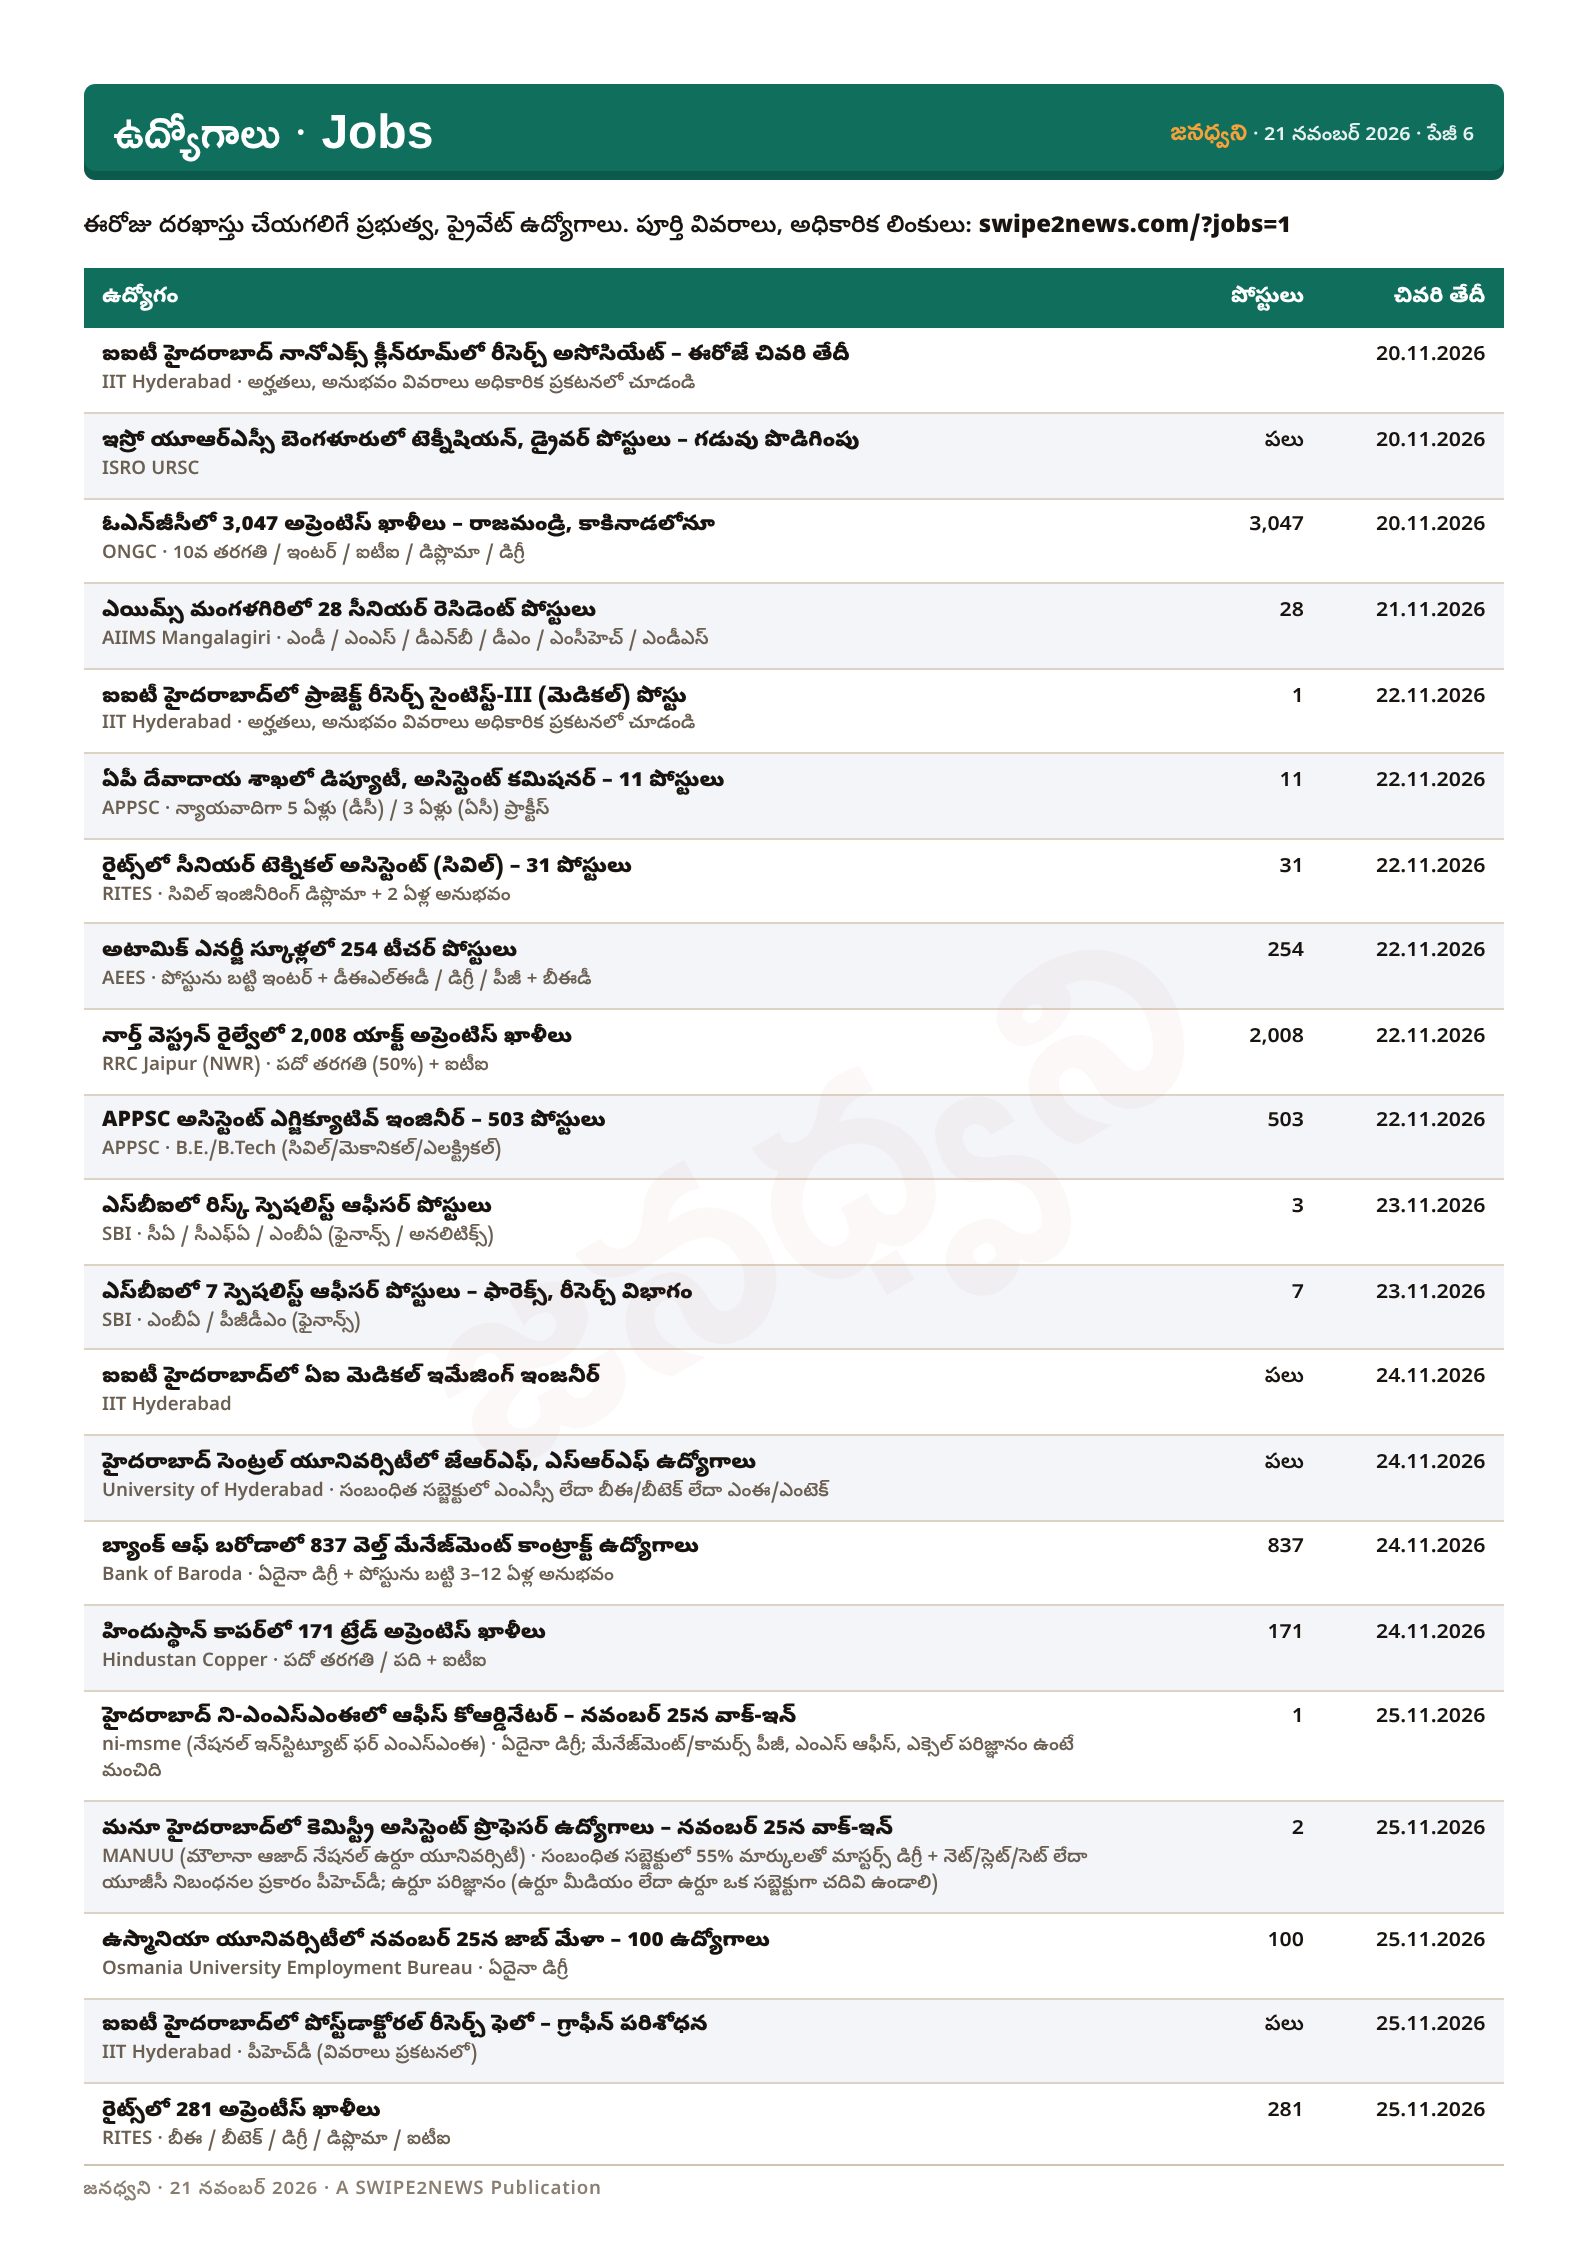 ఉద్యోగాలు · Jobs
జనధ్వని · 21 నవంబర్ 2026 · పేజీ 6
ఈరోజు దరఖాస్తు చేయగలిగే ప్రభుత్వ, ప్రైవేట్ ఉద్యోగాలు. పూర్తి వివరాలు, అధికారిక లింకులు: swipe2news.com/?jobs=1
ఉద్యోగం పోస్టులు చివరి తేదీ
ఐఐటీ హైదరాబాద్ నానోఎక్స్ క్లీన్‌రూమ్‌లో రీసెర్చ్ అసోసియేట్ – ఈరోజే చివరి తేదీ 20.11.2026
IIT Hyderabad · అర్హతలు, అనుభవం వివరాలు అధికారిక ప్రకటనలో చూడండి
ఇస్రో యూఆర్ఎస్సీ బెంగళూరులో టెక్నీషియన్, డ్రైవర్ పోస్టులు – గడువు పొడిగింపు పలు 20.11.2026
ISRO URSC
ఓఎన్‌జీసీలో 3,047 అప్రెంటిస్ ఖాళీలు – రాజమండ్రి, కాకినాడలోనూ 3,047 20.11.2026
ONGC · 10వ తరగతి / ఇంటర్ / ఐటీఐ / డిప్లొమా / డిగ్రీ
ఎయిమ్స్ మంగళగిరిలో 28 సీనియర్ రెసిడెంట్ పోస్టులు 28 21.11.2026
AIIMS Mangalagiri · ఎండీ / ఎంఎస్ / డీఎన్‌బీ / డీఎం / ఎంసీహెచ్ / ఎండీఎస్
ఐఐటీ హైదరాబాద్‌లో ప్రాజెక్ట్ రీసెర్చ్ సైంటిస్ట్-III (మెడికల్) పోస్టు 1 22.11.2026
IIT Hyderabad · అర్హతలు, అనుభవం వివరాలు అధికారిక ప్రకటనలో చూడండి
ఏపీ దేవాదాయ శాఖలో డిప్యూటీ, అసిస్టెంట్ కమిషనర్ – 11 పోస్టులు 11 22.11.2026
APPSC · న్యాయవాదిగా 5 ఏళ్లు (డీసీ) / 3 ఏళ్లు (ఏసీ) ప్రాక్టీస్
రైట్స్‌లో సీనియర్ టెక్నికల్ అసిస్టెంట్ (సివిల్) – 31 పోస్టులు 31 22.11.2026
RITES · సివిల్ ఇంజినీరింగ్ డిప్లొమా + 2 ఏళ్ల అనుభవం
అటామిక్ ఎనర్జీ స్కూళ్లలో 254 టీచర్ పోస్టులు 254 22.11.2026
AEES · పోస్టును బట్టి ఇంటర్ + డీఈఎల్ఈడీ / డిగ్రీ / పీజీ + బీఈడీ
నార్త్ వెస్ట్రన్ రైల్వేలో 2,008 యాక్ట్ అప్రెంటిస్ ఖాళీలు 2,008 22.11.2026
RRC Jaipur (NWR) · పదో తరగతి (50%) + ఐటీఐ
APPSC అసిస్టెంట్ ఎగ్జిక్యూటివ్ ఇంజినీర్ – 503 పోస్టులు 503 22.11.2026
APPSC · B.E./B.Tech (సివిల్/మెకానికల్/ఎలక్ట్రికల్)
ఎస్‌బీఐలో రిస్క్ స్పెషలిస్ట్ ఆఫీసర్ పోస్టులు 3 23.11.2026
SBI · సీఏ / సీఎఫ్ఏ / ఎంబీఏ (ఫైనాన్స్ / అనలిటిక్స్)
ఎస్‌బీఐలో 7 స్పెషలిస్ట్ ఆఫీసర్ పోస్టులు – ఫారెక్స్, రీసెర్చ్ విభాగం 7 23.11.2026
SBI · ఎంబీఏ / పీజీడీఎం (ఫైనాన్స్)
ఐఐటీ హైదరాబాద్‌లో ఏఐ మెడికల్ ఇమేజింగ్ ఇంజనీర్ పలు 24.11.2026
IIT Hyderabad
హైదరాబాద్ సెంట్రల్ యూనివర్సిటీలో జేఆర్ఎఫ్, ఎస్ఆర్ఎఫ్ ఉద్యోగాలు పలు 24.11.2026
University of Hyderabad · సంబంధిత సబ్జెక్టులో ఎంఎస్సీ లేదా బీఈ/బీటెక్ లేదా ఎంఈ/ఎంటెక్
బ్యాంక్ ఆఫ్ బరోడాలో 837 వెల్త్ మేనేజ్‌మెంట్ కాంట్రాక్ట్ ఉద్యోగాలు 837 24.11.2026
Bank of Baroda · ఏదైనా డిగ్రీ + పోస్టును బట్టి 3–12 ఏళ్ల అనుభవం
హిందుస్థాన్ కాపర్‌లో 171 ట్రేడ్ అప్రెంటిస్ ఖాళీలు 171 24.11.2026
Hindustan Copper · పదో తరగతి / పది + ఐటీఐ
హైదరాబాద్ ని-ఎంఎస్ఎంఈలో ఆఫీస్ కోఆర్డినేటర్ – నవంబర్ 25న వాక్-ఇన్ 1 25.11.2026
ni-msme (నేషనల్ ఇన్‌స్టిట్యూట్ ఫర్ ఎంఎస్ఎంఈ) · ఏదైనా డిగ్రీ; మేనేజ్‌మెంట్/కామర్స్ పీజీ, ఎంఎస్ ఆఫీస్, ఎక్సెల్ పరిజ్ఞానం ఉంటే
మంచిది
మనూ హైదరాబాద్‌లో కెమిస్ట్రీ అసిస్టెంట్ ప్రొఫెసర్ ఉద్యోగాలు – నవంబర్ 25న వాక్-ఇన్ 2 25.11.2026
MANUU (మౌలానా ఆజాద్ నేషనల్ ఉర్దూ యూనివర్సిటీ) · సంబంధిత సబ్జెక్టులో 55% మార్కులతో మాస్టర్స్ డిగ్రీ + నెట్/స్లెట్/సెట్ లేదా
యూజీసీ నిబంధనల ప్రకారం పీహెచ్‌డీ; ఉర్దూ పరిజ్ఞానం (ఉర్దూ మీడియం లేదా ఉర్దూ ఒక సబ్జెక్టుగా చదివి ఉండాలి)
ఉస్మానియా యూనివర్సిటీలో నవంబర్ 25న జాబ్ మేళా – 100 ఉద్యోగాలు 100 25.11.2026
Osmania University Employment Bureau · ఏదైనా డిగ్రీ
ఐఐటీ హైదరాబాద్‌లో పోస్ట్‌డాక్టోరల్ రీసెర్చ్ ఫెలో – గ్రాఫీన్ పరిశోధన పలు 25.11.2026
IIT Hyderabad · పీహెచ్‌డీ (వివరాలు ప్రకటనలో)
రైట్స్‌లో 281 అప్రెంటీస్ ఖాళీలు 281 25.11.2026
RITES · బీఈ / బీటెక్ / డిగ్రీ / డిప్లొమా / ఐటీఐ
జనధ్వని
జనధ్వని · 21 నవంబర్ 2026 · A SWIPE2NEWS Publication